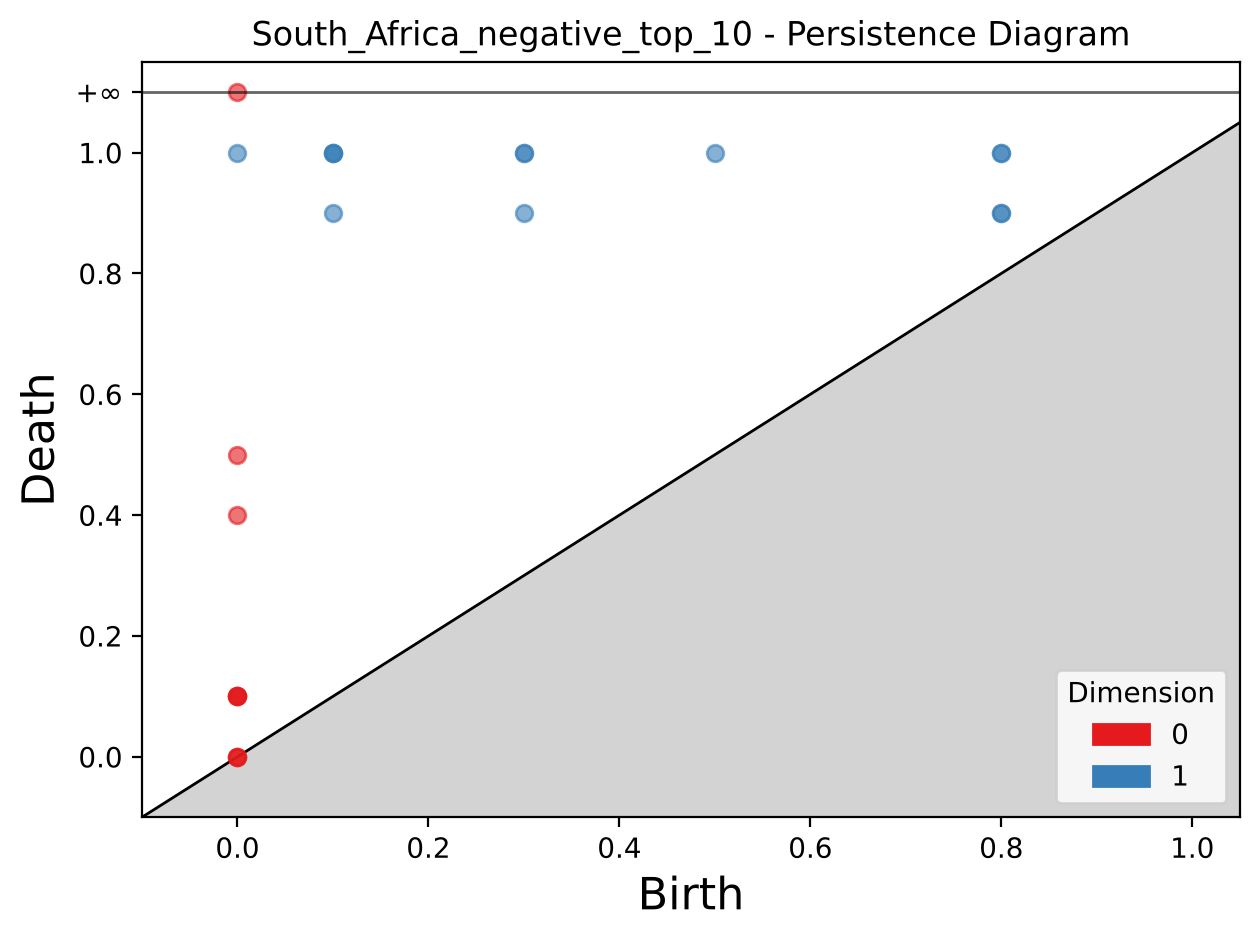 South_Africa_negative_top_10 - Persistence Diagram
+∞
1.0
0.8
0.6
0.4
0.2
0.0
Death
Dimension
0
1
0.0 0.2 0.4 0.6 0.8 1.0
Birth